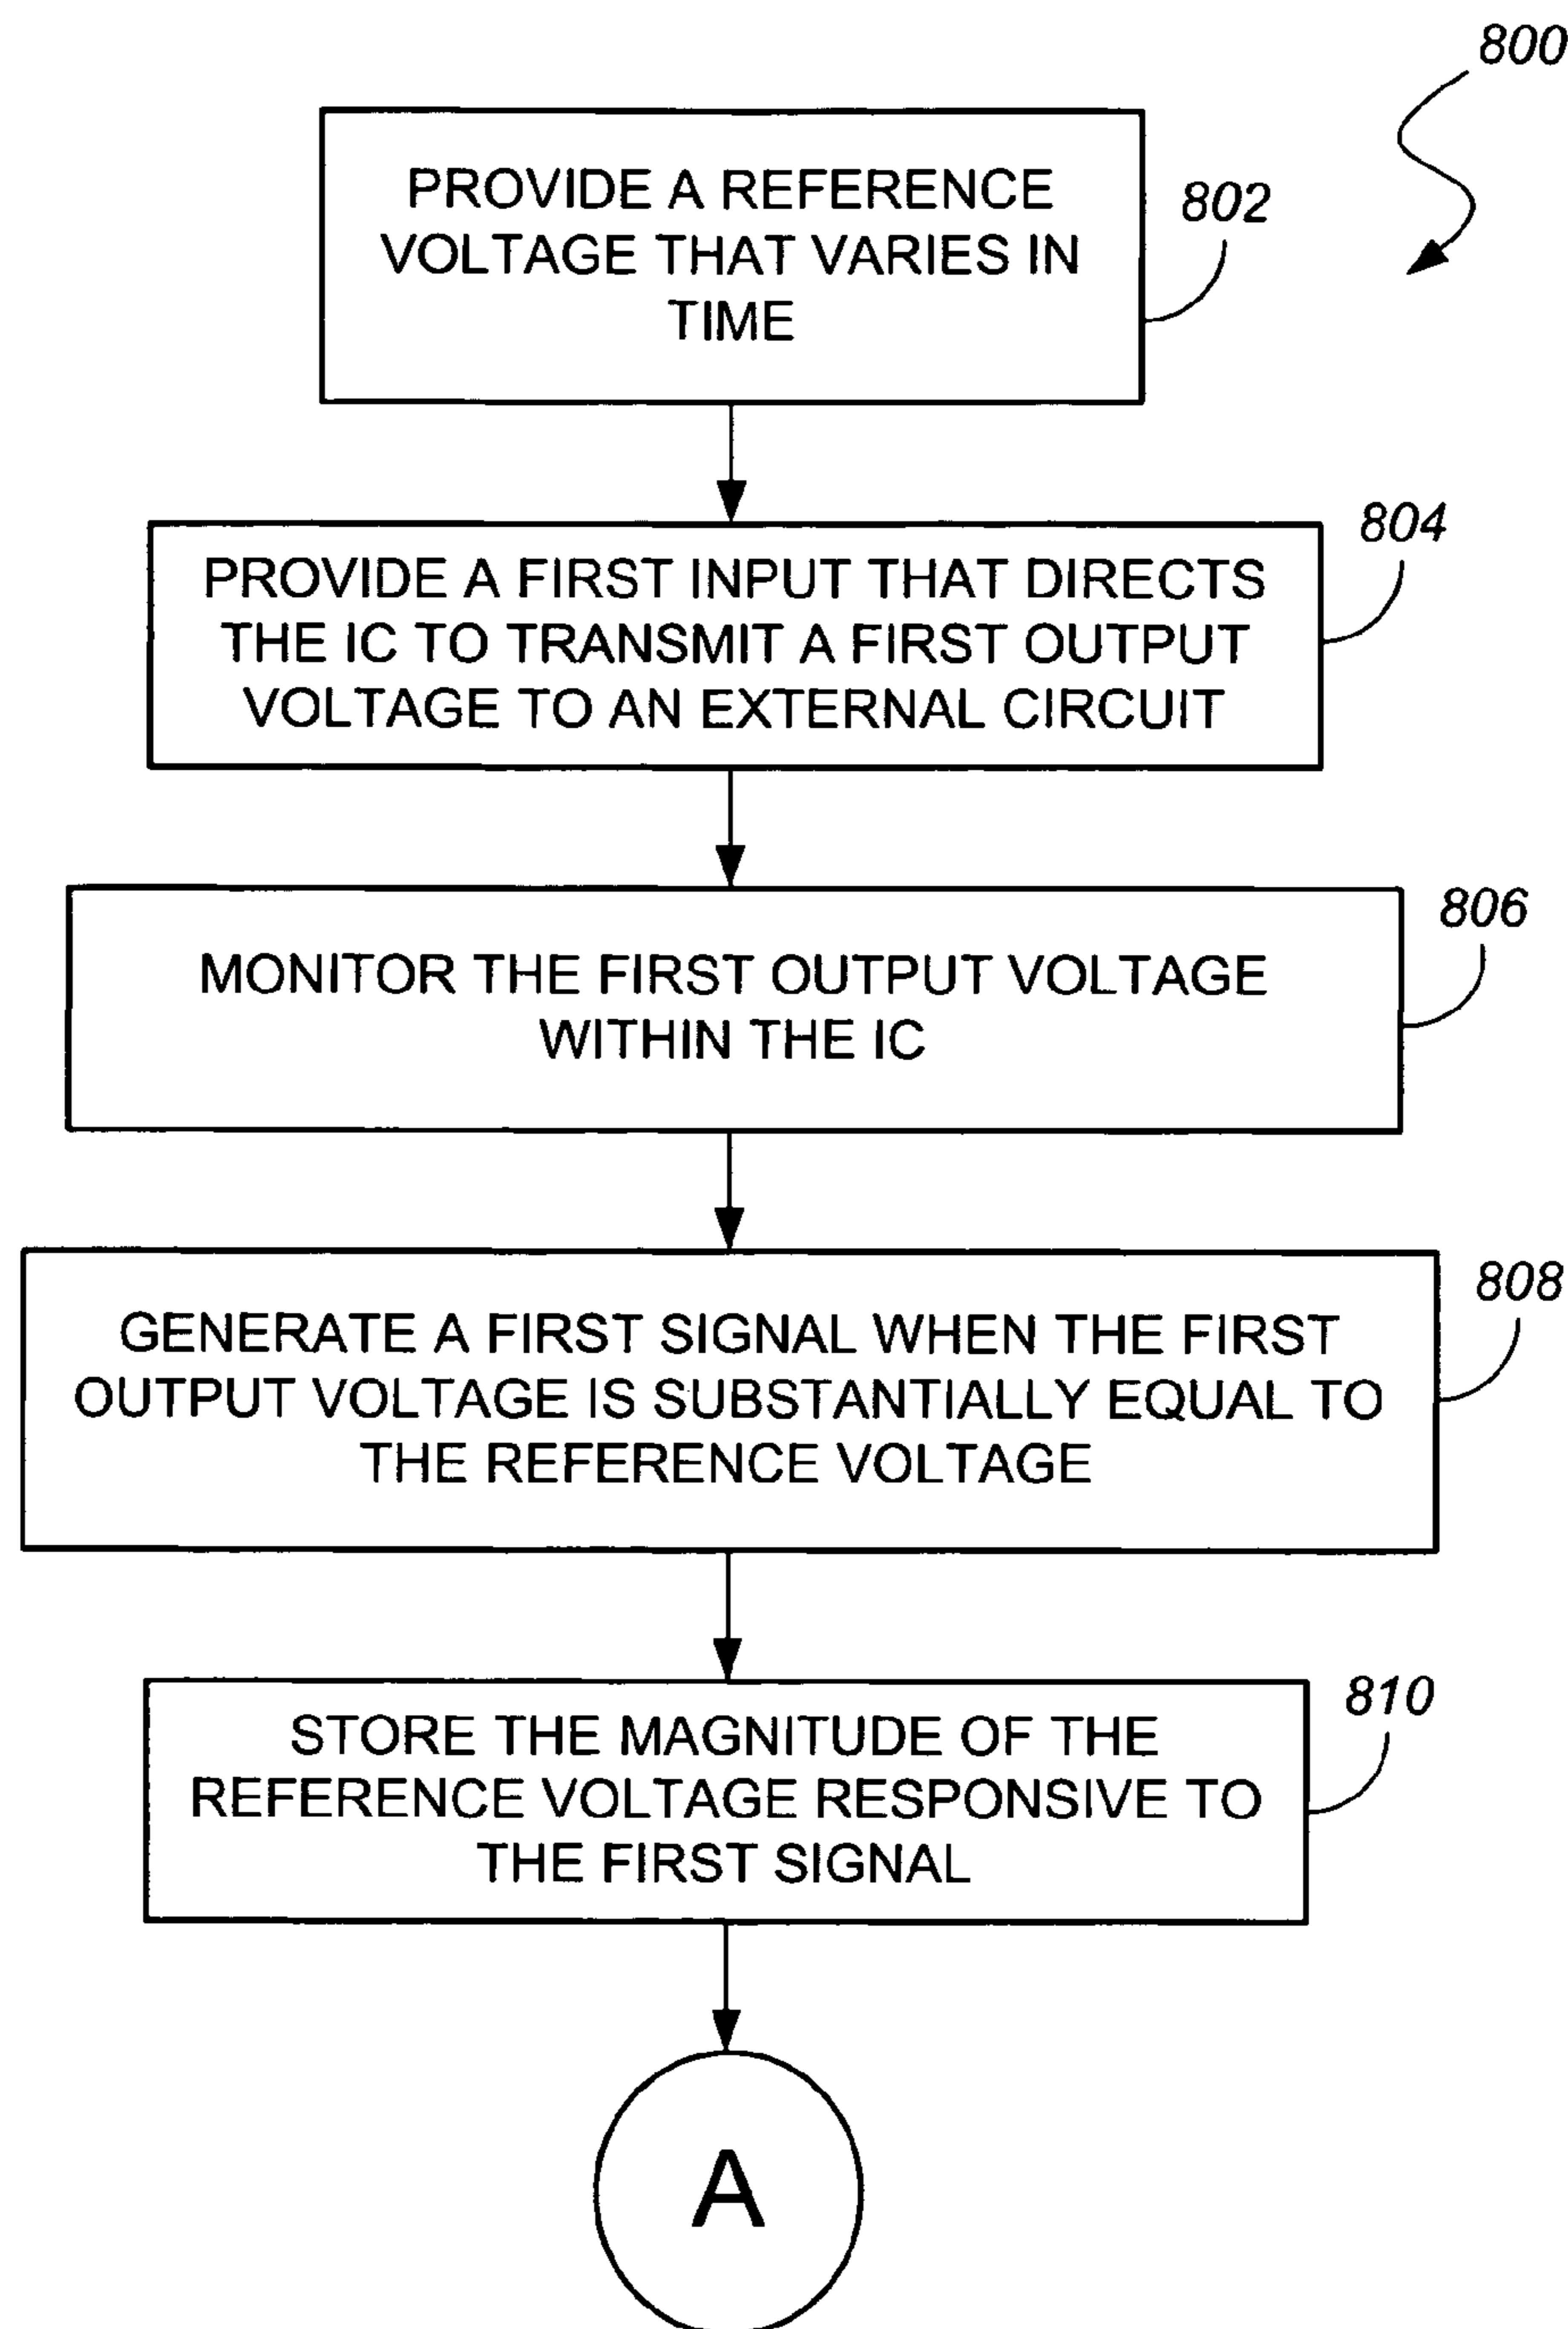 800
PROVIDE A REFERENCE
VOLTAGE THAT VARIES IN
TIME
802
PROVIDE A FIRST INPUT THAT DIRECTS
THE IC TO TRANSMIT A FIRST OUTPUT
VOLTAGE TO AN EXTERNAL CIRCUIT
804
MONITOR THE FIRST OUTPUT VOLTAGE
WITHIN THE IC
806
GENERATE A FIRST SIGNAL WHEN THE FIRST
OUTPUT VOLTAGE IS SUBSTANTIALLY EQUAL TO
THE REFERENCE VOLTAGE
808
STORE THE MAGNITUDE OF THE
REFERENCE VOLTAGE RESPONSIVE TO
THE FIRST SIGNAL
810
A